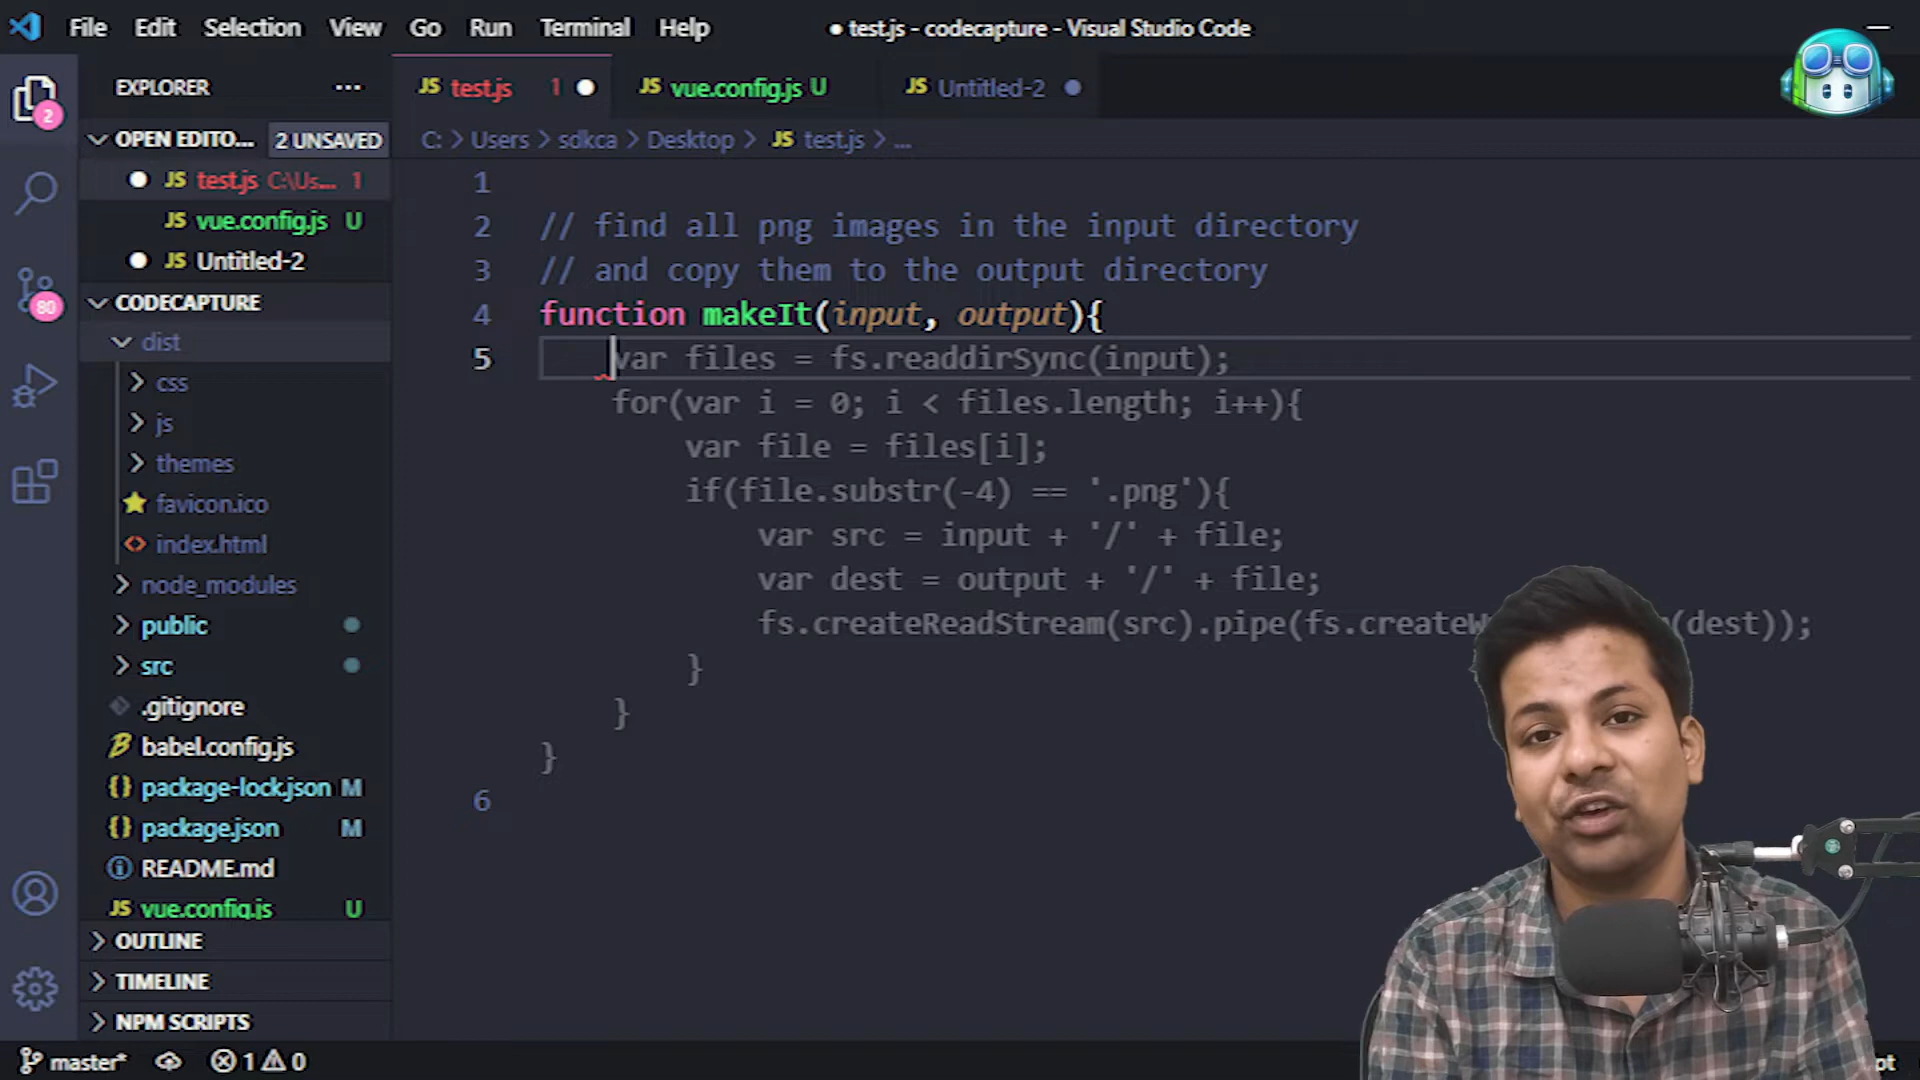 File Edit Selection View Go Run Terminal Help
● test.js - codecapture - Visual Studio Code
EXPLORER ...
JS test.js 1
JS vue.config.js U
JS Untitled-2
2
OPEN EDITO... 2 UNSAVED
C: > Users > sdkca > Desktop > JS test.js > ...
JS test.js C:\Us... 1
JS vue.config.js U
JS Untitled-2
80
CODECAPTURE
dist
css
js
themes
favicon.ico
index.html
node_modules
public
src
.gitignore
babel.config.js
{} package-lock.json M
{} package.json M
README.md
JS vue.config.js U
OUTLINE
TIMELINE
NPM SCRIPTS
1
2 // find all png images in the input directory
3 // and copy them to the output directory
4 function makeIt(input, output){
5 var files = fs.readdirSync(input);
for(var i = 0; i < files.length; i++){
var file = files[i];
if(file.substr(-4) == '.png'){
var src = input + '/' + file;
var dest = output + '/' + file;
fs.createReadStream(src).pipe(fs.createW (dest));
}
}
}
6
master* 1 0